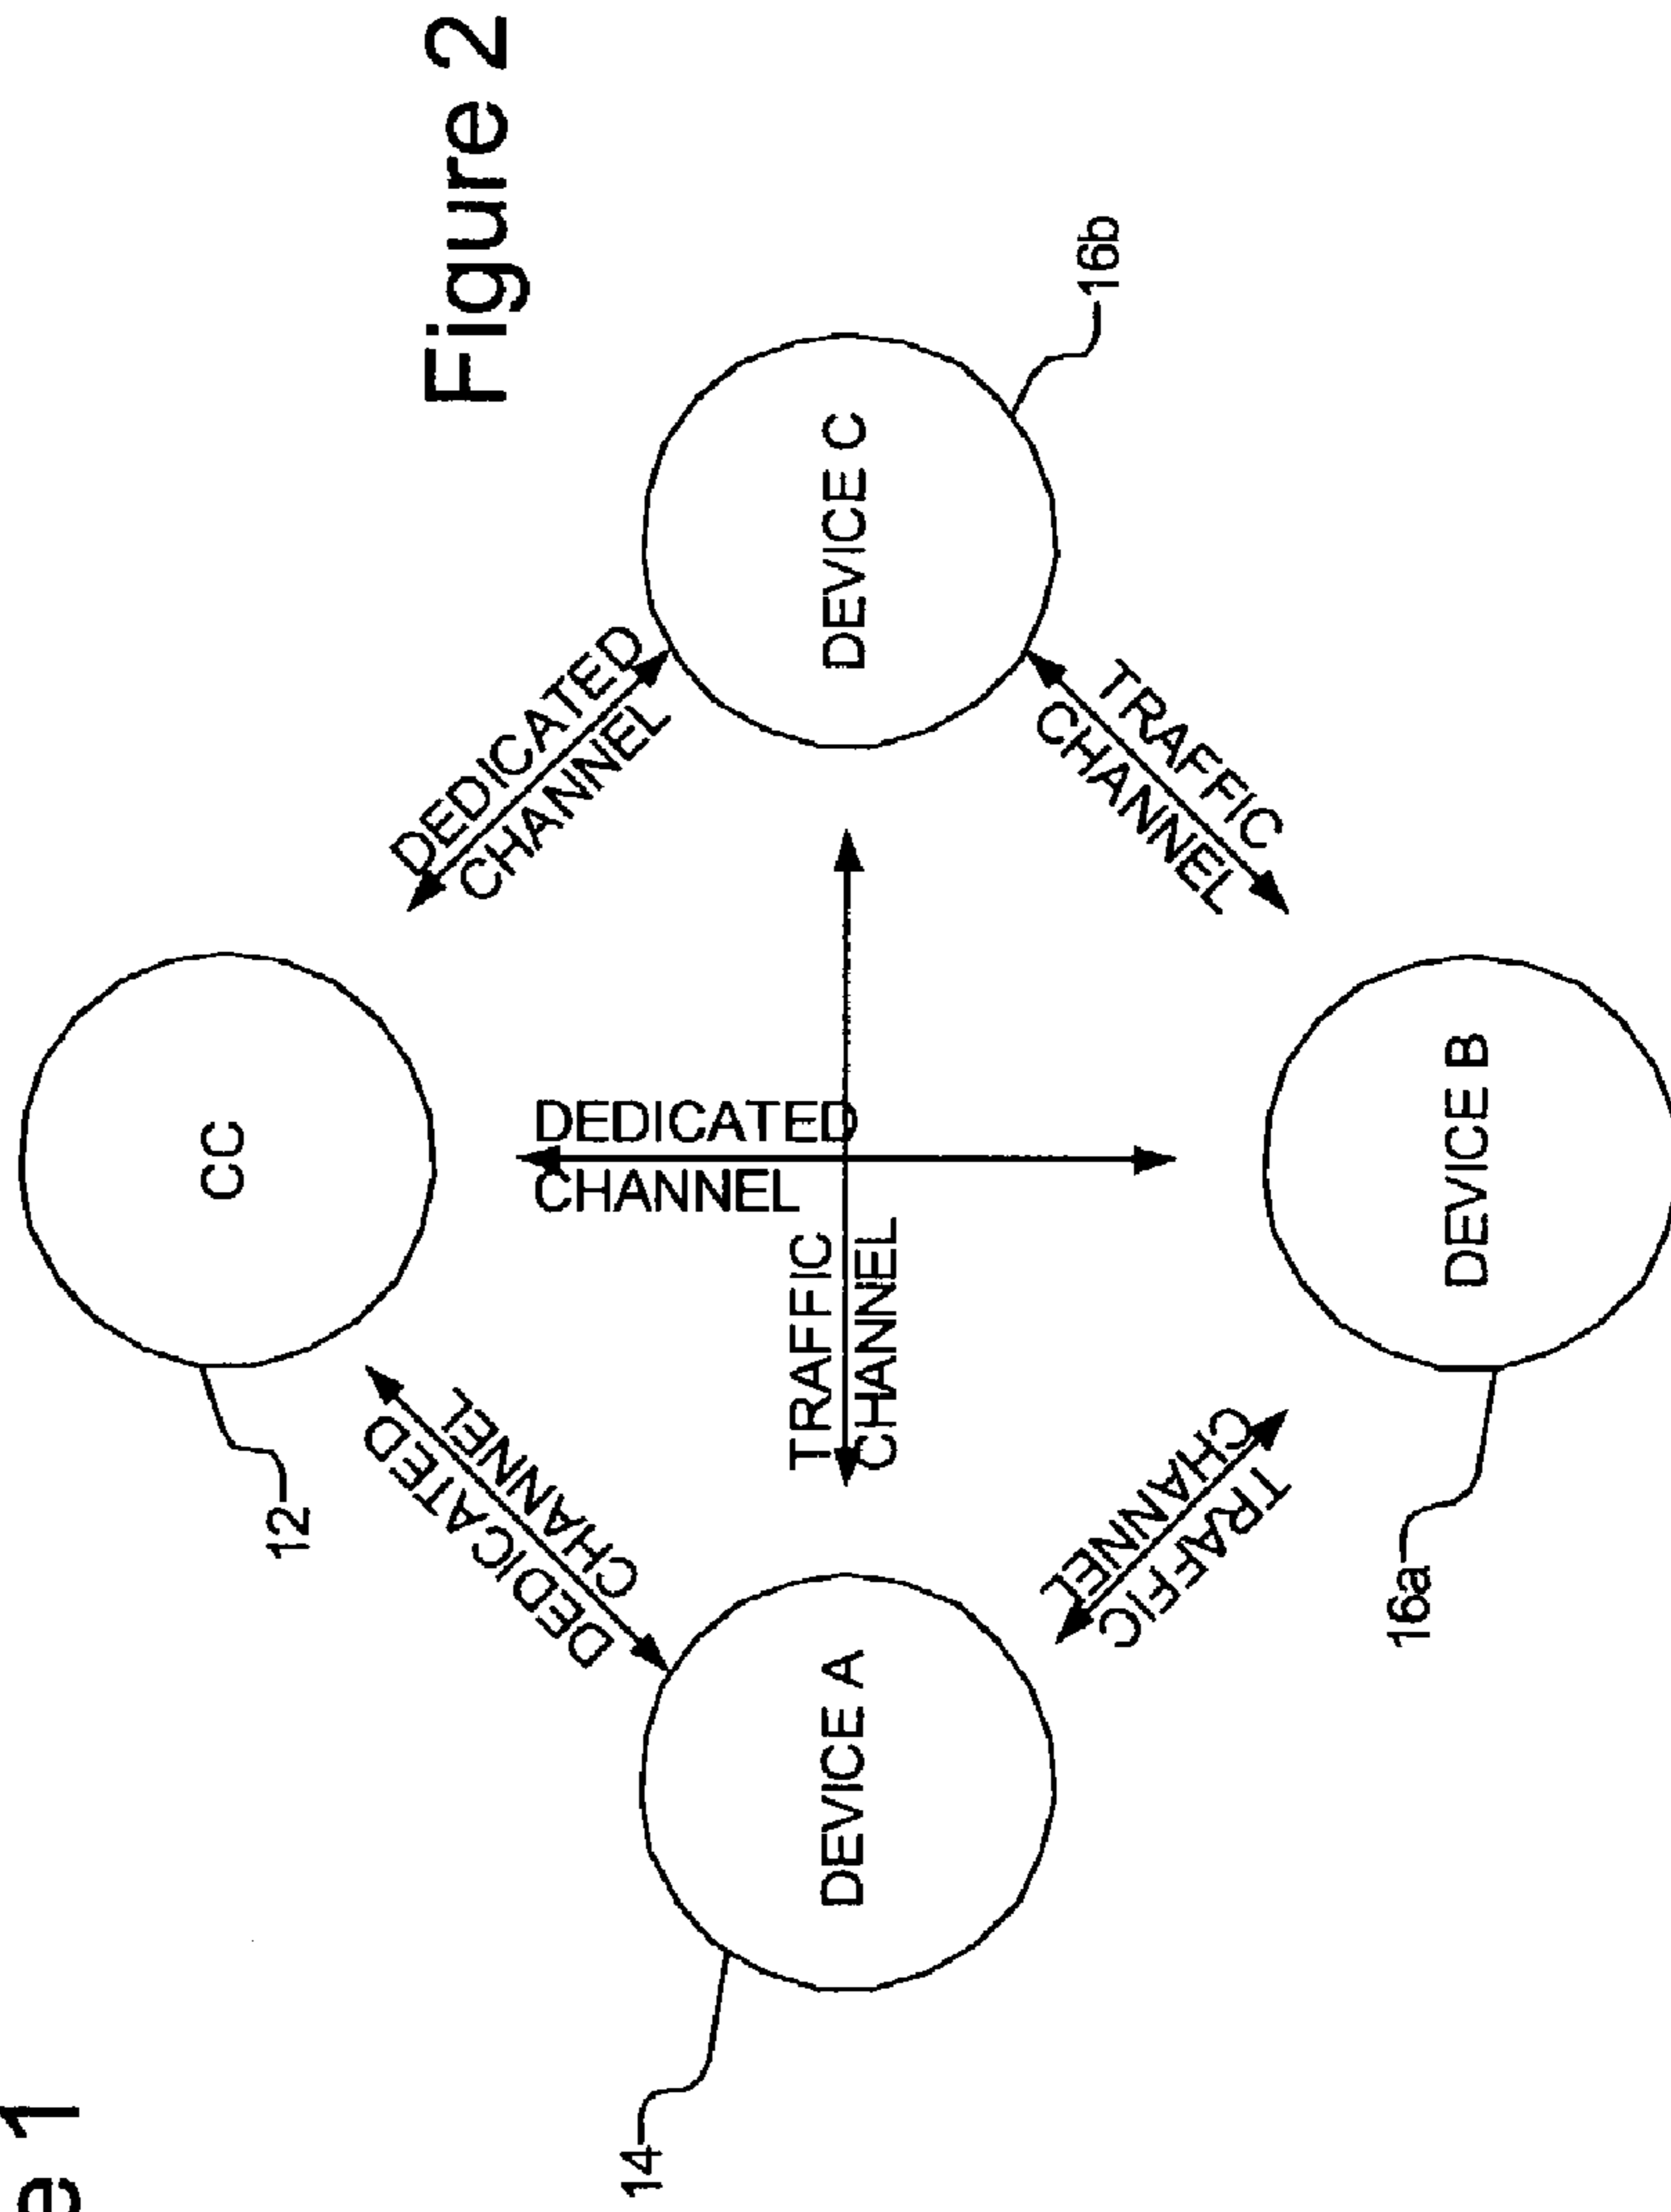 e 1
Figure 2
CC
12
DEDICATED
CHANNEL
DEDICATED
CHANNEL
DEDICATED
CHANNEL
DEVICE A
14
TRAFFIC
CHANNEL
DEVICE C
16b
TRAFFIC
CHANNEL
TRAFFIC
CHANNEL
DEVICE B
16a